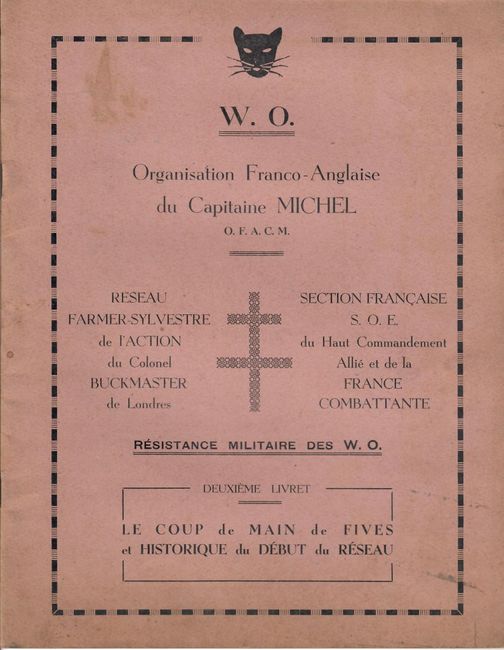 W. O.
Organisation Franco-Anglaise
du Capitaine MICHEL
O. F. A. C. M.
RESEAU
FARMER-SYLVESTRE
de l'ACTION
du Colonel
BUCKMASTER
de Londres
SECTION FRANÇAISE
S. O. E.
du Haut Commandement
Allié et de la
FRANCE
COMBATTANTE
RÉSISTANCE MILITAIRE DES W. O.
DEUXIÈME LIVRET
LE COUP de MAIN de FIVES
et HISTORIQUE du DÉBUT du RÉSEAU